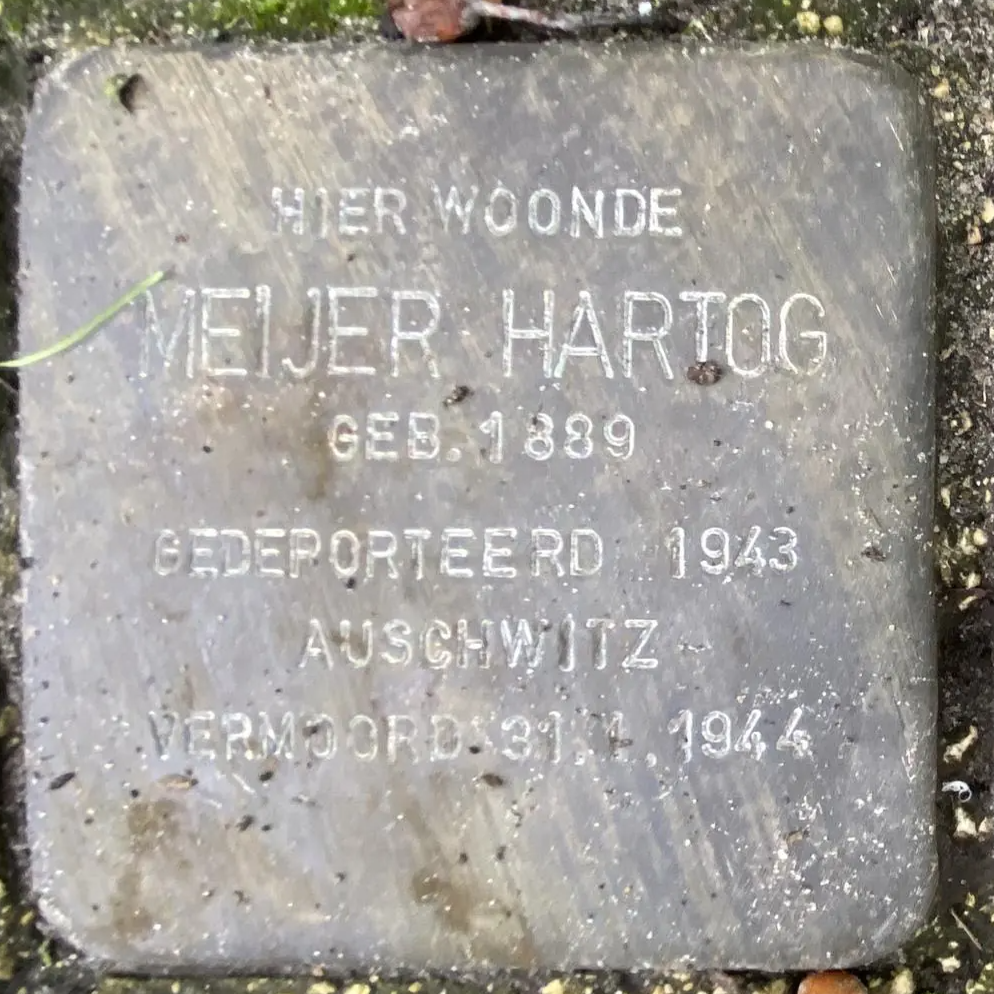 HIER WOONDE
MEIJER HARTOG
GEB. 1889
GEDEPORTEERD 1943
AUSCHWITZ
VERMOORD 31.1.1944